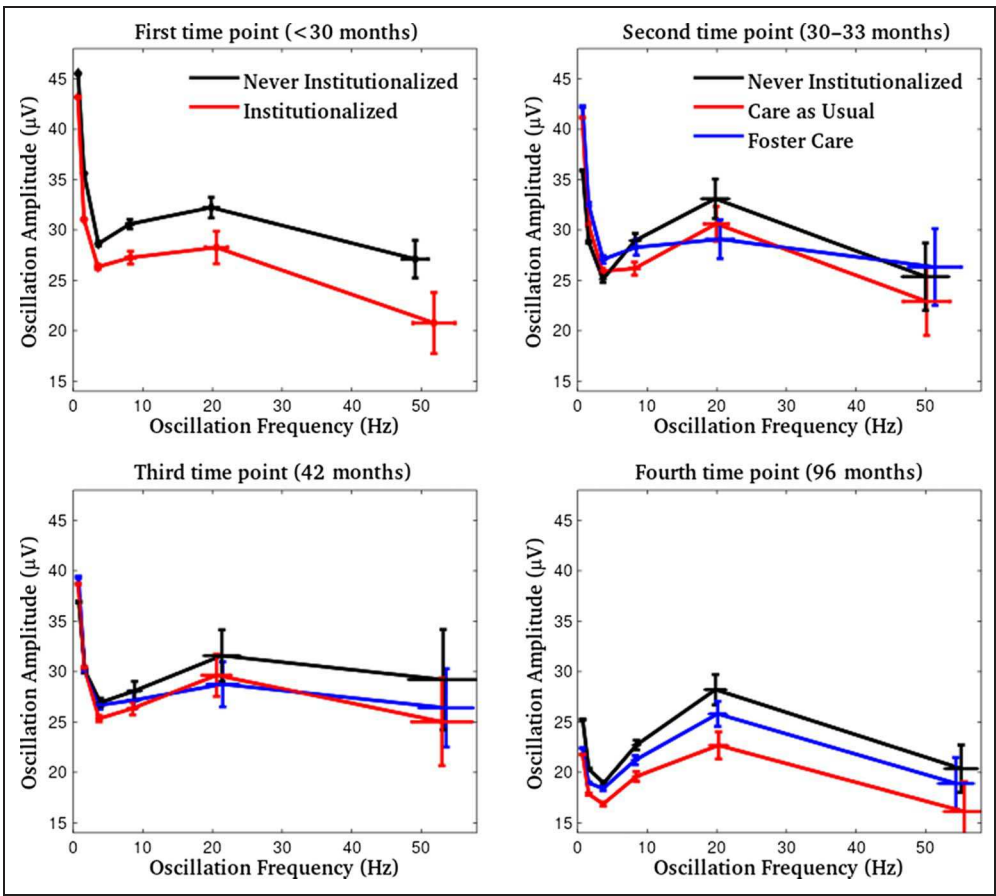 First time point (<30 months)
45
40
35
30
25
20
15
Oscillation Amplitude (µV)
Never Institutionalized
Institutionalized
0 10 20 30 40 50
Oscillation Frequency (Hz)
Second time point (30–33 months)
45
40
35
30
25
20
15
Oscillation Amplitude (µV)
Never Institutionalized
Care as Usual
Foster Care
0 10 20 30 40 50
Oscillation Frequency (Hz)
Third time point (42 months)
45
40
35
30
25
20
15
Oscillation Amplitude (µV)
0 10 20 30 40 50
Oscillation Frequency (Hz)
Fourth time point (96 months)
45
40
35
30
25
20
15
Oscillation Amplitude (µV)
0 10 20 30 40 50
Oscillation Frequency (Hz)